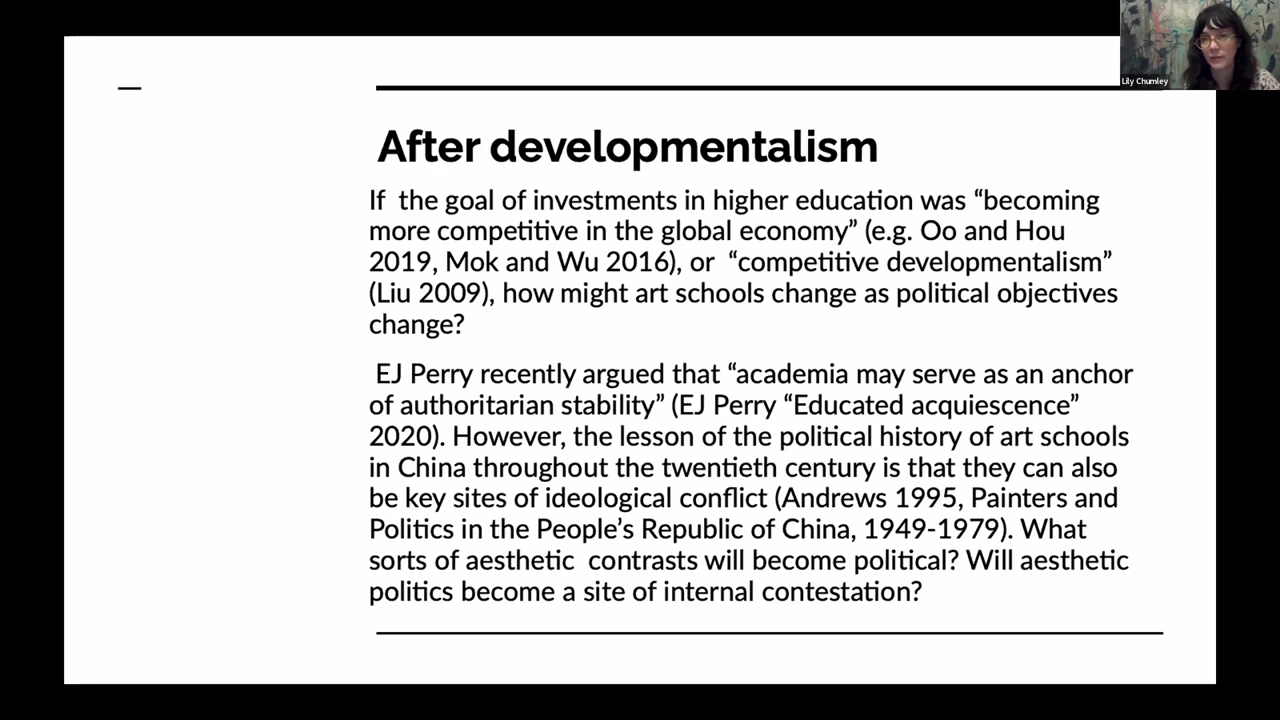 Lily Chumley
After developmentalism
If  the goal of investments in higher education was “becoming
more competitive in the global economy” (e.g. Oo and Hou
2019, Mok and Wu 2016), or  “competitive developmentalism”
(Liu 2009), how might art schools change as political objectives
change?
EJ Perry recently argued that “academia may serve as an anchor
of authoritarian stability” (EJ Perry “Educated acquiescence”
2020). However, the lesson of the political history of art schools
in China throughout the twentieth century is that they can also
be key sites of ideological conflict (Andrews 1995, Painters and
Politics in the People’s Republic of China, 1949-1979). What
sorts of aesthetic  contrasts will become political? Will aesthetic
politics become a site of internal contestation?